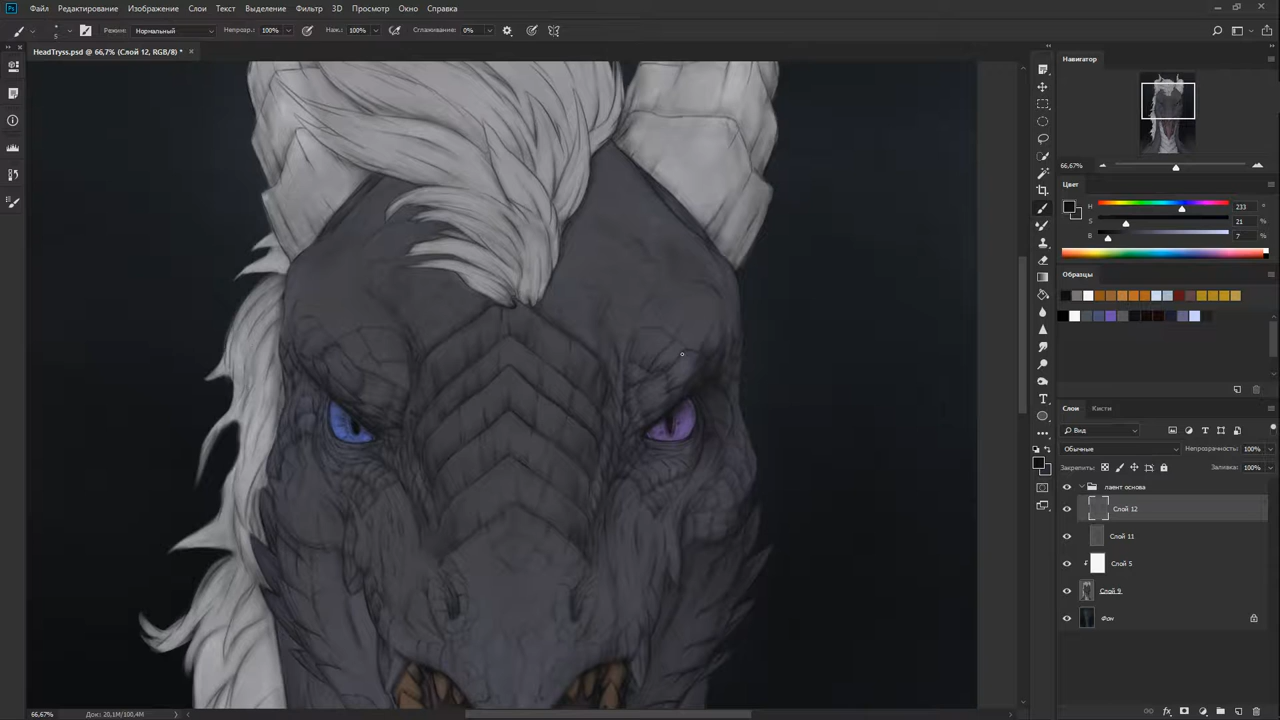 Ps Файл Редактирование Изображение Слои Текст Выделение Фильтр 3D Просмотр Окно Справка
5 Режим: Нормальный Непрозр.: 100% Наж.: 100% Сглаживание: 0%
HeadTryss.psd @ 66,7% (Слой 12, RGB/8) * ×
Навигатор
66,67%
Цвет
H 233 °
S 21 %
B 7 %
Образцы
Слои Кисти
Вид
Обычные Непрозрачность: 100%
Закрепить: Заливка: 100%
лаент основа
Слой 12
Слой 11
Слой 5
Слой 9
Фон
66,67% Док: 20,1M/100,4M